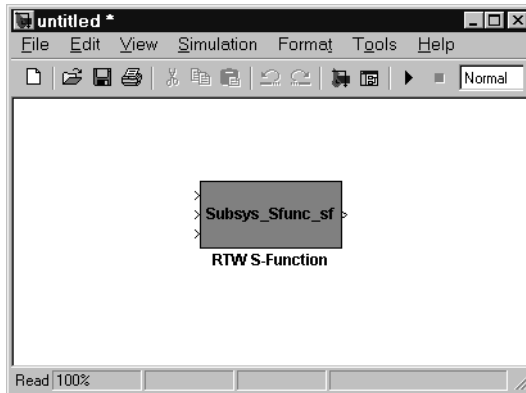 untitled *
File Edit View Simulation Format Tools Help
Normal
Subsys_Sfunc_sf
RTW S-Function
Read 100%